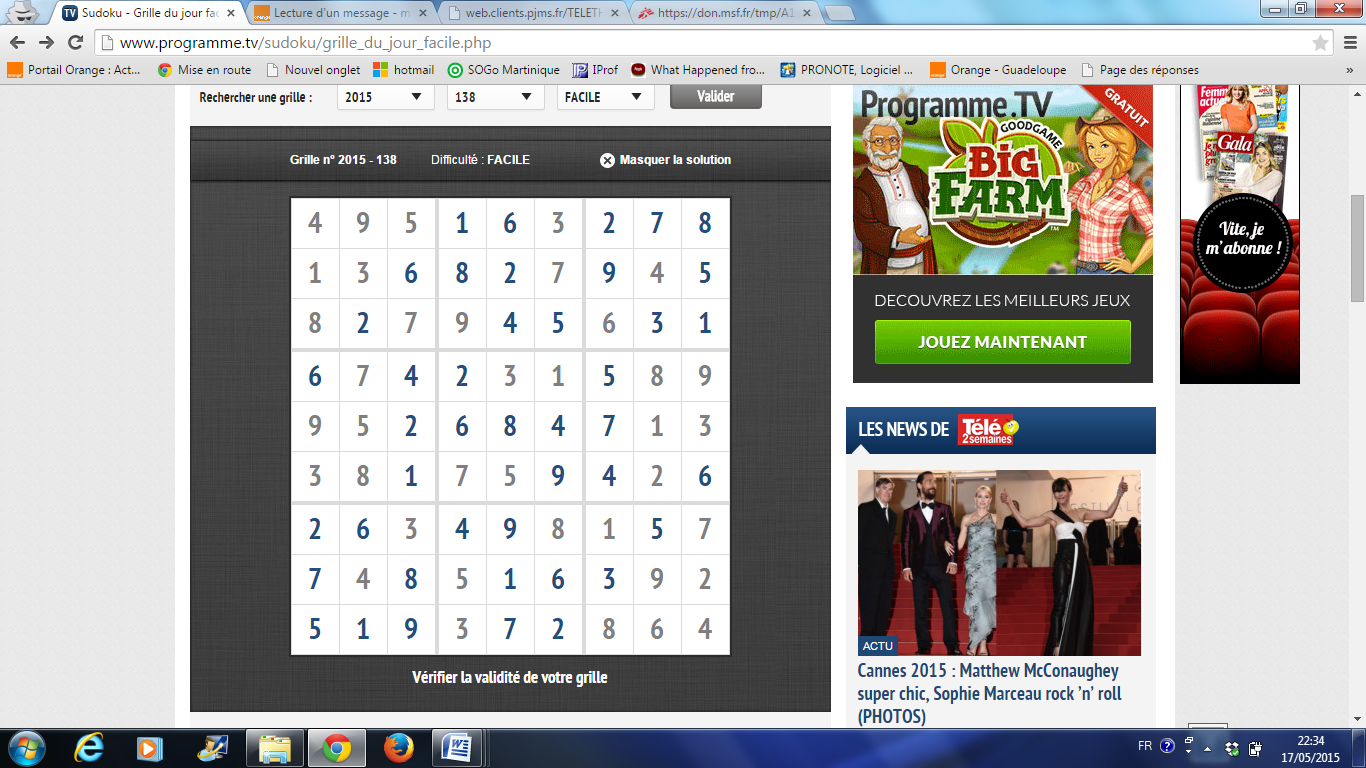 Sudoku - Grille du jour fac
Lecture d'un message - m
web.clients.pjms.fr/TELETH
https://don.msf.fr/tmp/A1
www.programme.tv/sudoku/grille_du_jour_facile.php
Portail Orange : Act...
Mise en route
Nouvel onglet
hotmail
SOGo Martinique
IProf
What Happened fro...
PRONOTE, Logiciel ...
Orange - Guadeloupe
Page des réponses
»
Rechercher une grille :
2015
138
FACILE
Valider
Grille n° 2015 - 138
Difficulté : FACILE
Masquer la solution
4 9 5 1 6 3 2 7 8
1 3 6 8 2 7 9 4 5
8 2 7 9 4 5 6 3 1
6 7 4 2 3 1 5 8 9
9 5 2 6 8 4 7 1 3
3 8 1 7 5 9 4 2 6
2 6 3 4 9 8 1 5 7
7 4 8 5 1 6 3 9 2
5 1 9 3 7 2 8 6 4
Vérifier la validité de votre grille
Programme.TV
GRATUIT
GOODGAME
BIG
FARM
DECOUVREZ LES MEILLEURS JEUX
JOUEZ MAINTENANT
LES NEWS DE
Télé
2 semaines
ACTU
Cannes 2015 : Matthew McConaughey
super chic, Sophie Marceau rock 'n' roll
(PHOTOS)
Gala
Vite, je
m'abonne !
FR
22:34
17/05/2015